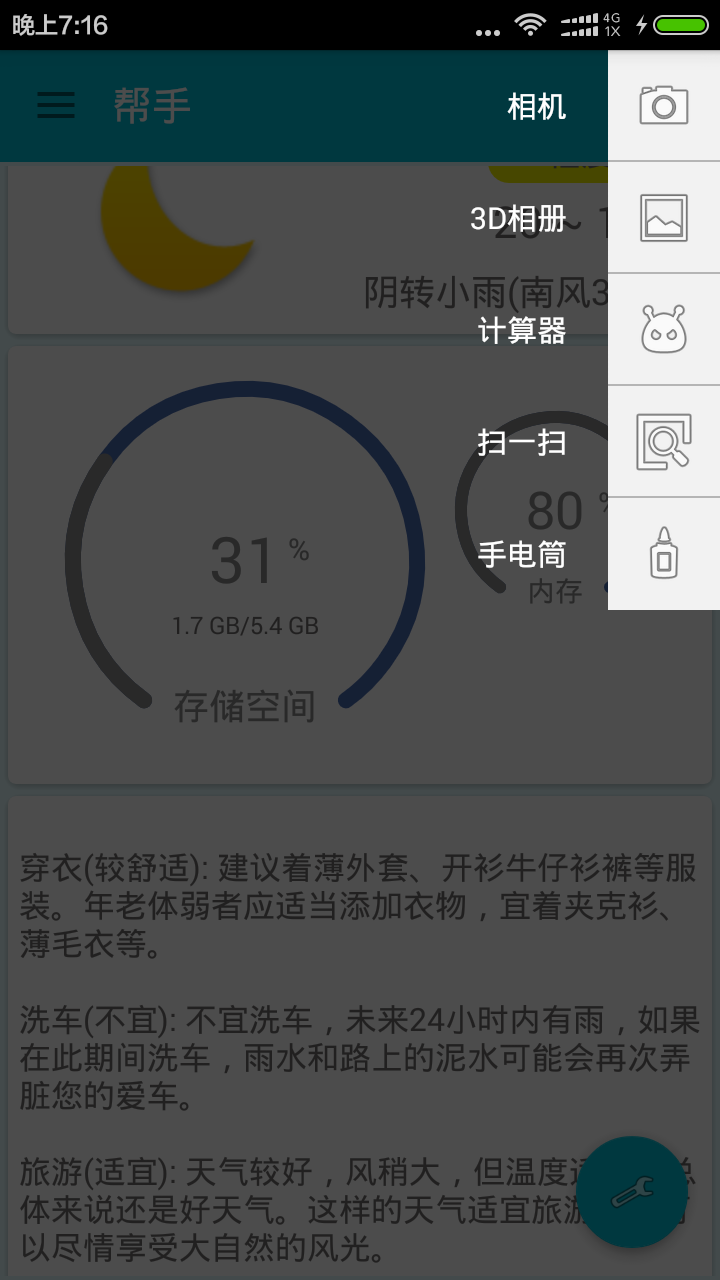 晚上7:16
4G
1X
帮手
相机
3D相册
阴转小雨(南风3
计算器
扫一扫
80 %
手电筒
内存
31 %
1.7 GB/5.4 GB
存储空间
穿衣(较舒适): 建议着薄外套、开衫牛仔衫裤等服
装。年老体弱者应适当添加衣物，宜着夹克衫、
薄毛衣等。
洗车(不宜): 不宜洗车，未来24小时内有雨，如果
在此期间洗车，雨水和路上的泥水可能会再次弄
脏您的爱车。
旅游(适宜): 天气较好，风稍大，但温度适 总
体来说还是好天气。这样的天气适宜旅游 可
以尽情享受大自然的风光。